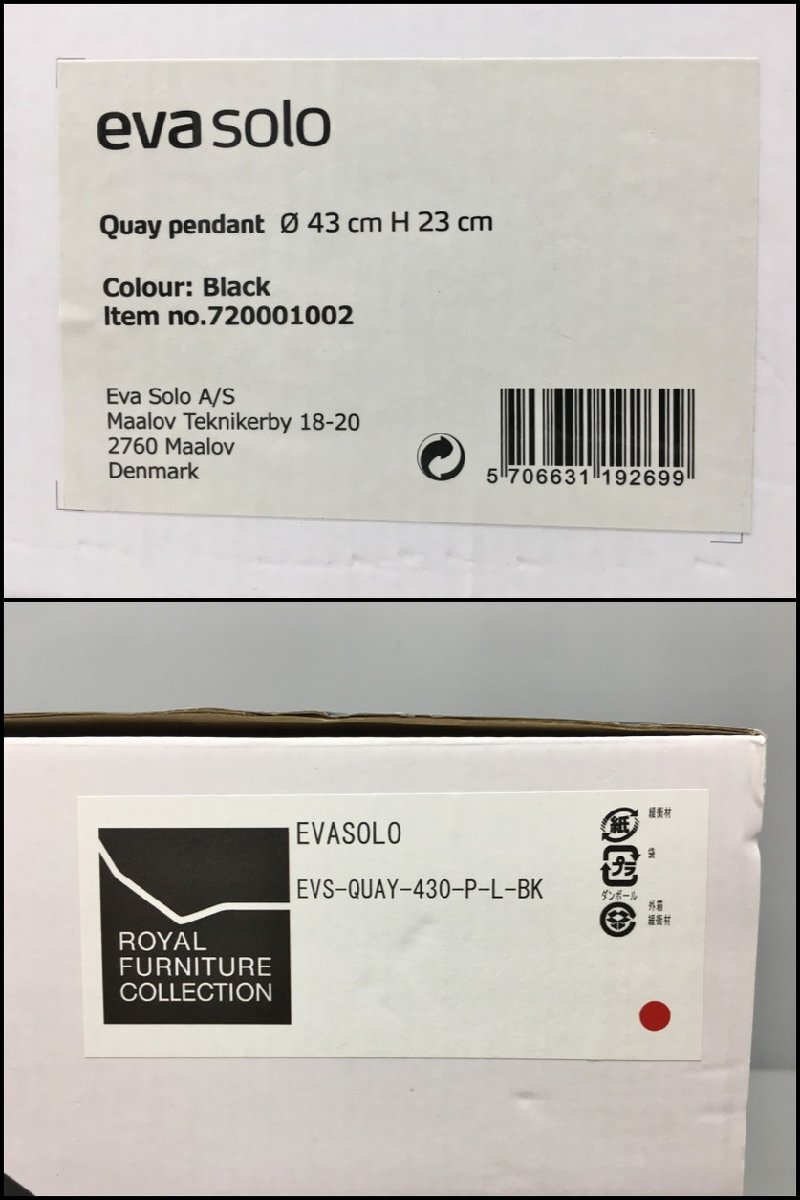 eva solo
Quay pendant Ø 43 cm H 23 cm
Colour: Black
Item no.720001002
Eva Solo A/S
Maalov Teknikerby 18-20
2760 Maalov
Denmark
5 706631 192699
EVASOLO
EVS-QUAY-430-P-L-BK
ROYAL
FURNITURE
COLLECTION
紙 緩衝材
プラ 袋
ダンボール
外箱
緩衝材